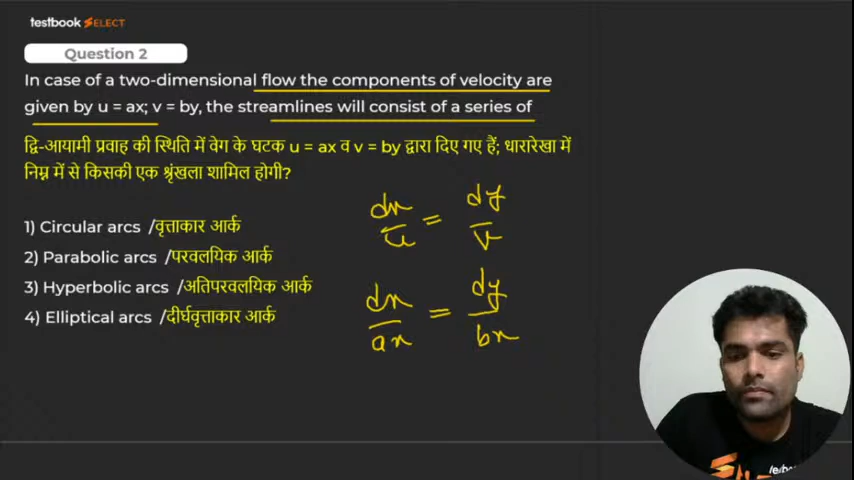 testbook SELECT
Question 2
In case of a two-dimensional flow the components of velocity are
given by u = ax; v = by, the streamlines will consist of a series of
द्वि-आयामी प्रवाह की स्थिति में वेग के घटक u = ax व v = by द्वारा दिए गए हैं; धारारेखा में
निम्न में से किसकी एक श्रृंखला शामिल होगी?
1) Circular arcs /वृत्ताकार आर्क
2) Parabolic arcs /परवलयिक आर्क
3) Hyperbolic arcs /अतिपरवलयिक आर्क
4) Elliptical arcs /दीर्घवृत्ताकार आर्क
dx/u = dy/v
dx/ax = dy/bx